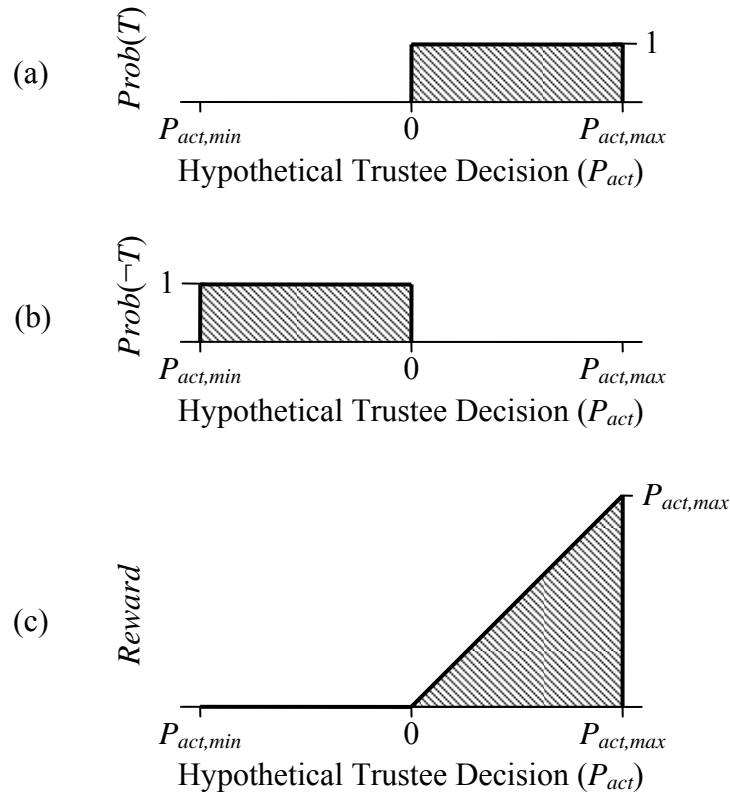 (a)
Prob(T)
1
P_act,min 0 P_act,max
Hypothetical Trustee Decision (P_act)
(b)
Prob(¬T)
1
P_act,min 0 P_act,max
Hypothetical Trustee Decision (P_act)
(c)
Reward
P_act,max
P_act,min 0 P_act,max
Hypothetical Trustee Decision (P_act)